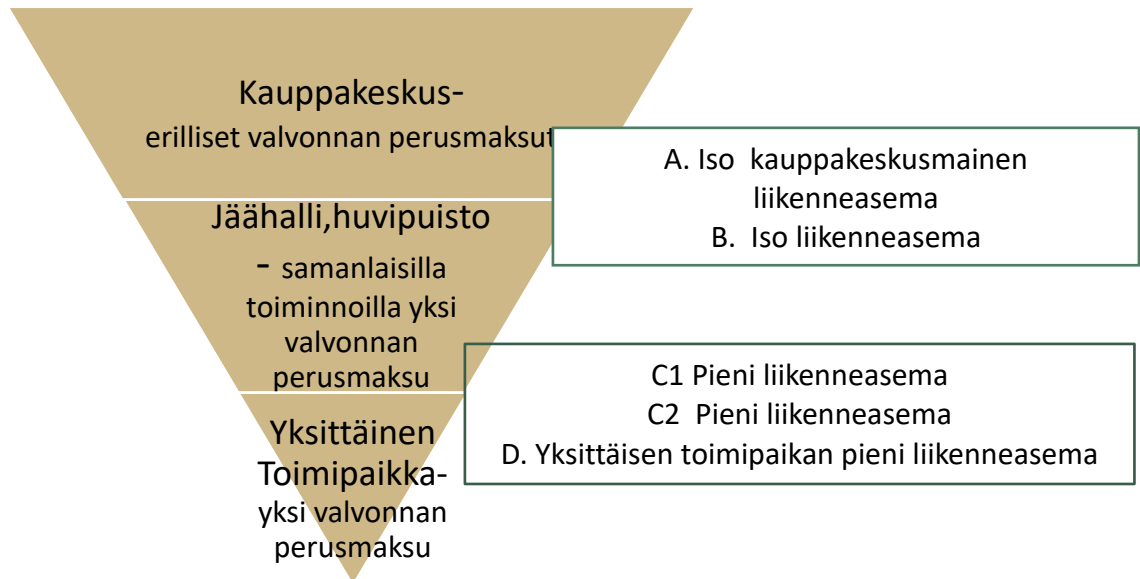 Kauppakeskus-
erilliset valvonnan perusmaksut
A. Iso kauppakeskusmainen
liikenneasema
B. Iso liikenneasema
Jäähalli,huvipuisto
- samanlaisilla
toiminnoilla yksi
valvonnan
perusmaksu
C1 Pieni liikenneasema
C2 Pieni liikenneasema
D. Yksittäisen toimipaikan pieni liikenneasema
Yksittäinen
Toimipaikka-
yksi valvonnan
perusmaksu